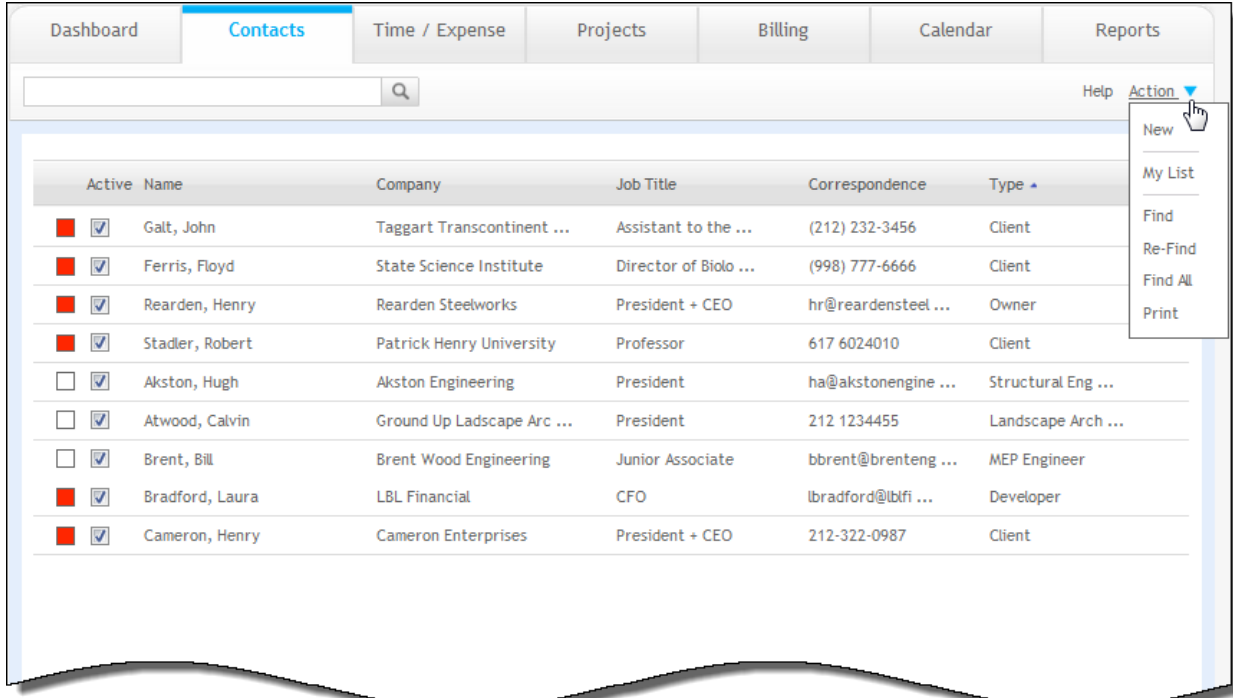 Dashboard Contacts Time / Expense Projects Billing Calendar Reports
Help Action
New
My List
Find
Re-Find
Find All
Print
Active Name Company Job Title Correspondence Type
Galt, John Taggart Transcontinent ... Assistant to the ... (212) 232-3456 Client
Ferris, Floyd State Science Institute Director of Biolo ... (998) 777-6666 Client
Rearden, Henry Rearden Steelworks President + CEO hr@reardensteel ... Owner
Stadler, Robert Patrick Henry University Professor 617 6024010 Client
Akston, Hugh Akston Engineering President ha@akstonengine ... Structural Eng ...
Atwood, Calvin Ground Up Ladscape Arc ... President 212 1234455 Landscape Arch ...
Brent, Bill Brent Wood Engineering Junior Associate bbrent@brenteng ... MEP Engineer
Bradford, Laura LBL Financial CFO lbradford@lblfi ... Developer
Cameron, Henry Cameron Enterprises President + CEO 212-322-0987 Client